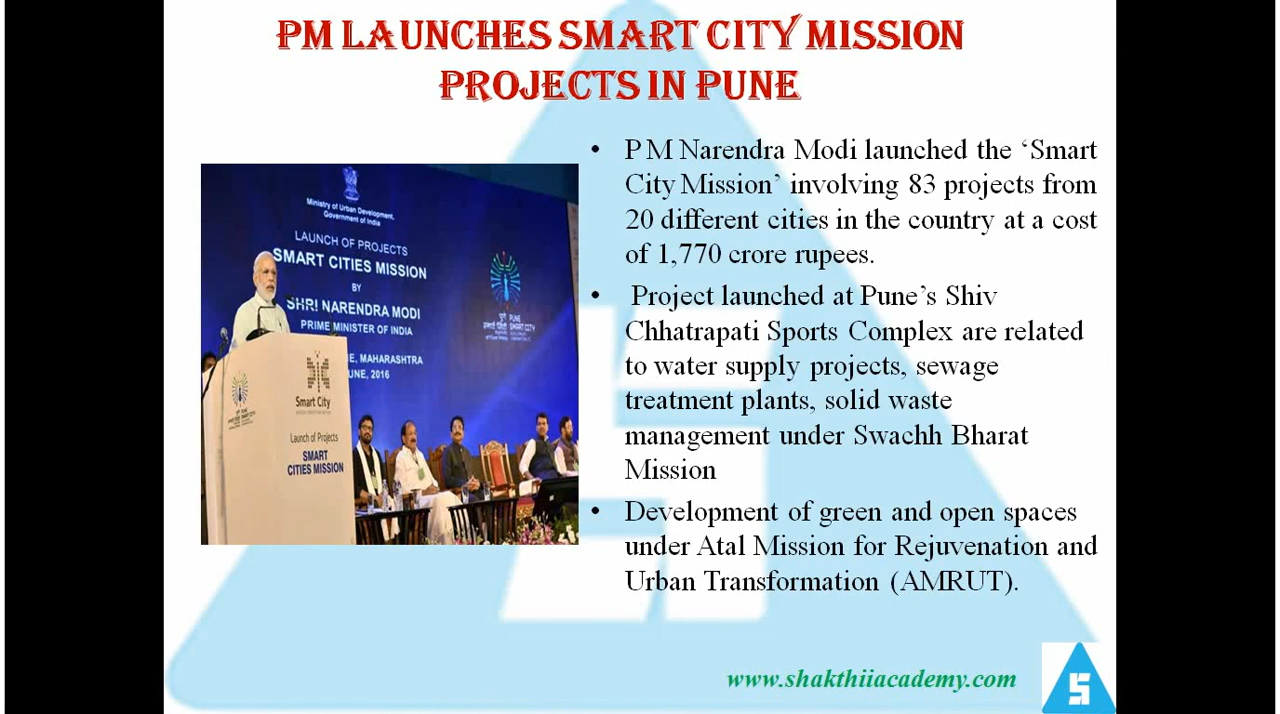 PM LAUNCHES SMART CITY MISSION
PROJECTS IN PUNE
• P M Narendra Modi launched the ‘Smart
City Mission’ involving 83 projects from
20 different cities in the country at a cost
of 1,770 crore rupees.
• Project launched at Pune’s Shiv
Chhatrapati Sports Complex are related
to water supply projects, sewage
treatment plants, solid waste
management under Swachh Bharat
Mission
• Development of green and open spaces
under Atal Mission for Rejuvenation and
Urban Transformation (AMRUT).
Ministry of Urban Development,
Government of India
LAUNCH OF PROJECTS
SMART CITIES MISSION
BY
SHRI NARENDRA MODI
PRIME MINISTER OF INDIA
E, MAHARASHTRA
UNE, 2016
पुणे PUNE
SMART CITY
Smart City
Launch of Projects
SMART
CITIES MISSION
www.shakthiiacademy.com